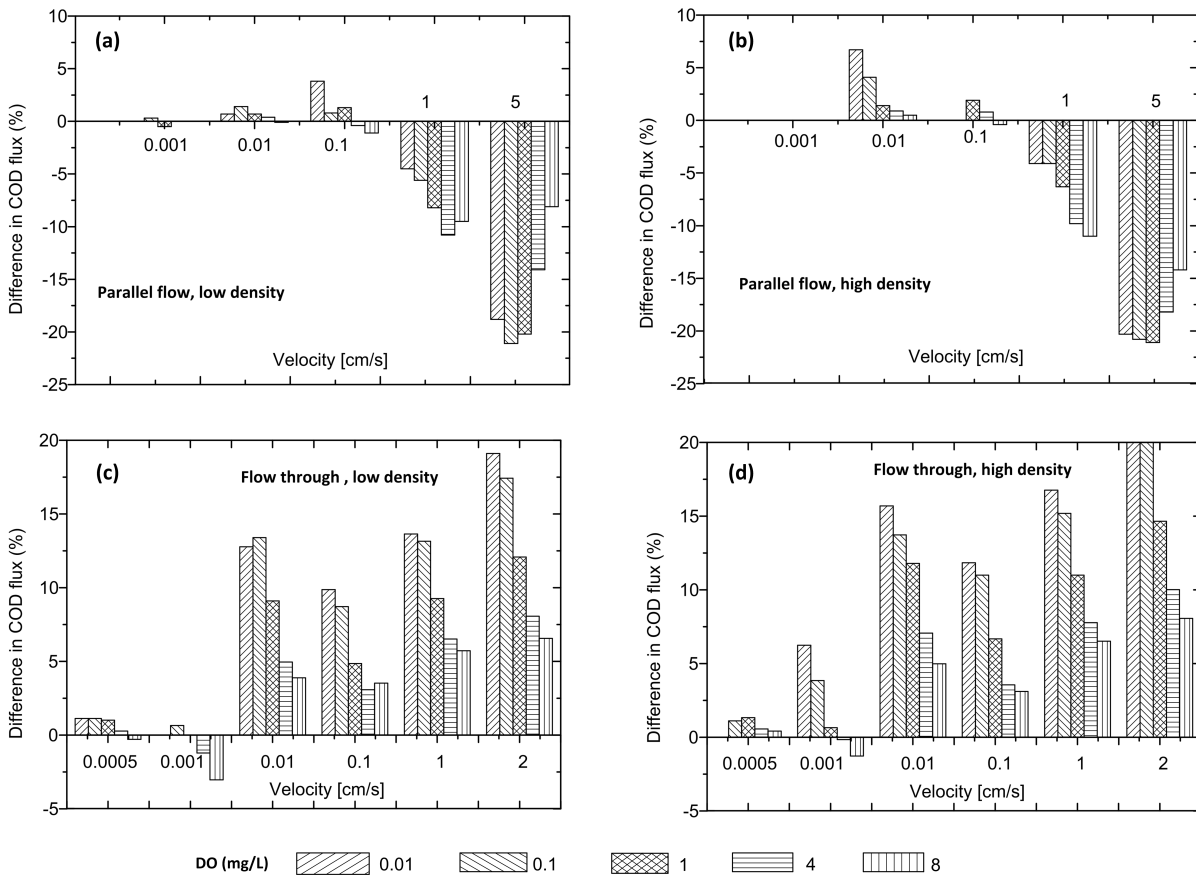 (a)
Difference in COD flux (%)
10
5
0
-5
-10
-15
-20
-25
0.001
0.01
0.1
1
5
Parallel flow, low density
Velocity [cm/s]
(b)
Difference in COD flux (%)
10
5
0
-5
-10
-15
-20
-25
0.001
0.01
0.1
1
5
Parallel flow, high density
Velocity [cm/s]
(c)
Flow through , low density
Difference in COD flux (%)
20
15
10
5
0
-5
0.0005
0.001
0.01
0.1
1
2
Velocity [cm/s]
(d)
Flow through, high density
Difference in COD flux (%)
20
15
10
5
0
-5
0.0005
0.001
0.01
0.1
1
2
Velocity [cm/s]
DO (mg/L) 0.01 0.1 1 4 8